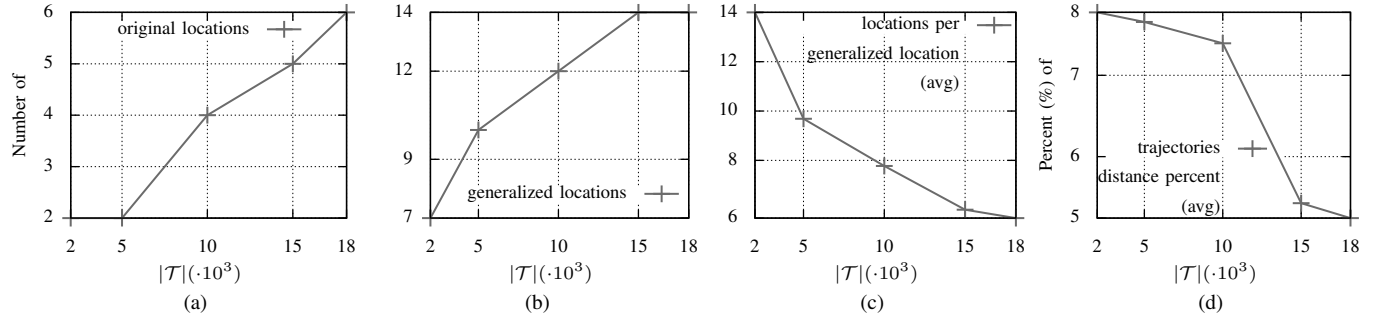 Number of
6
5
4
3
2
original locations
2 5 10 15 18
|𝒯|(·10³)
(a)
14
12
9
7
generalized locations
2 5 10 15 18
|𝒯|(·10³)
(b)
14
12
10
8
6
locations per
generalized location
(avg)
2 5 10 15 18
|𝒯|(·10³)
(c)
Percent (%) of
8
7
6
5
trajectories
distance percent
(avg)
2 5 10 15 18
|𝒯|(·10³)
(d)